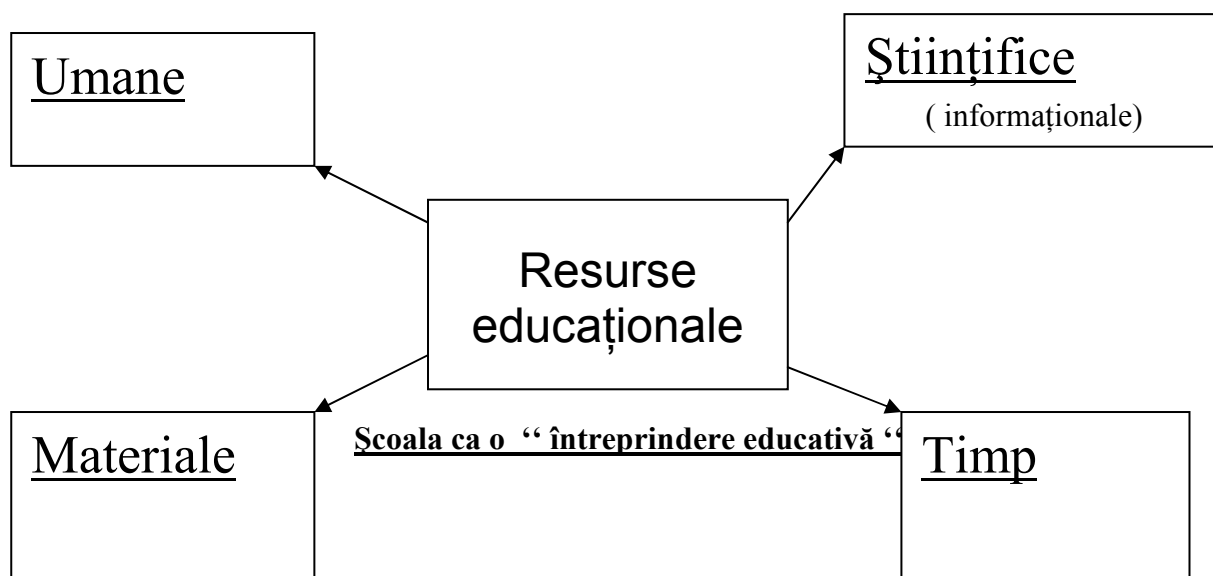 Umane
Științifice
( informaționale)
Resurse
educaționale
Materiale
Școala ca o “ întreprindere educativă “
Timp